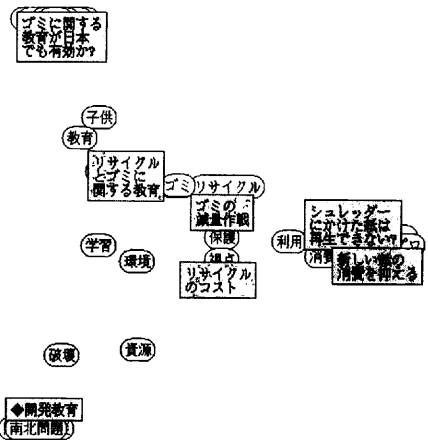 ゴミに関する
教育が日本
でも有効か?
子供
教育
リサイクル
とゴミに
関する教育
ゴミ
リサイクル
ゴミの
減量作戦
保護
視点
リサイクル
のコスト
シュレッダー
にかけた紙は
再生できない?
利用
消費
新しい紙の
消費を抑える
学習
環境
破壊
資源
◆開発教育
南北問題